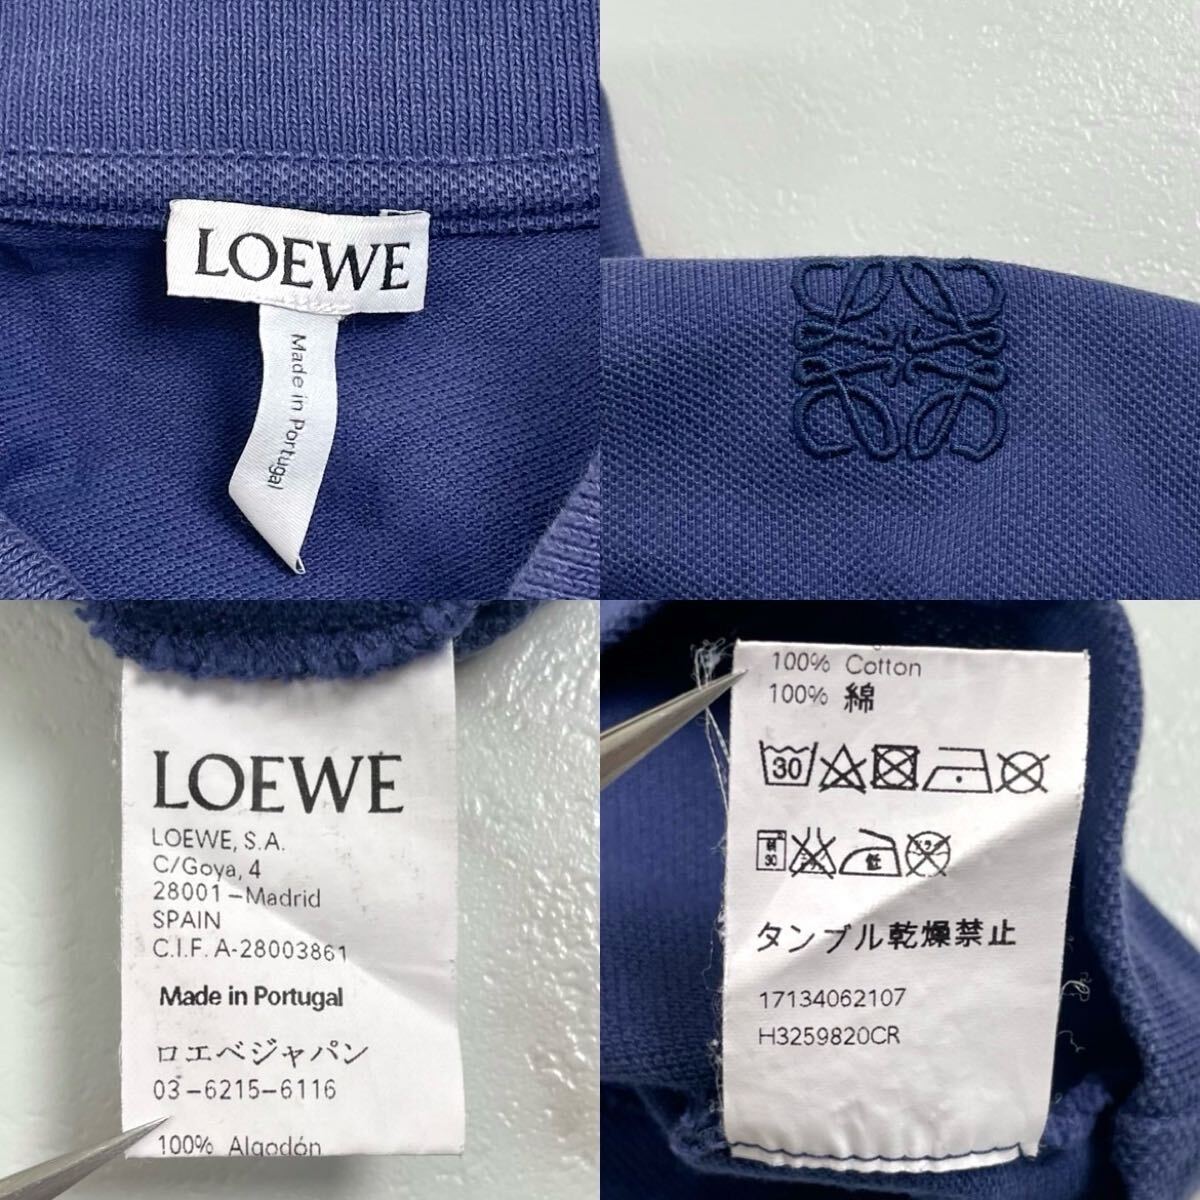 LOEWE
Made in Portugal
LOEWE
LOEWE, S.A.
C/Goya, 4
28001-Madrid
SPAIN
C.I.F. A-28003861
Made in Portugal
ロエベジャパン
03-6215-6116
100% Algodón
100% Cotton
100% 綿
30
30
低
タンブル乾燥禁止
17134062107
H3259820CR